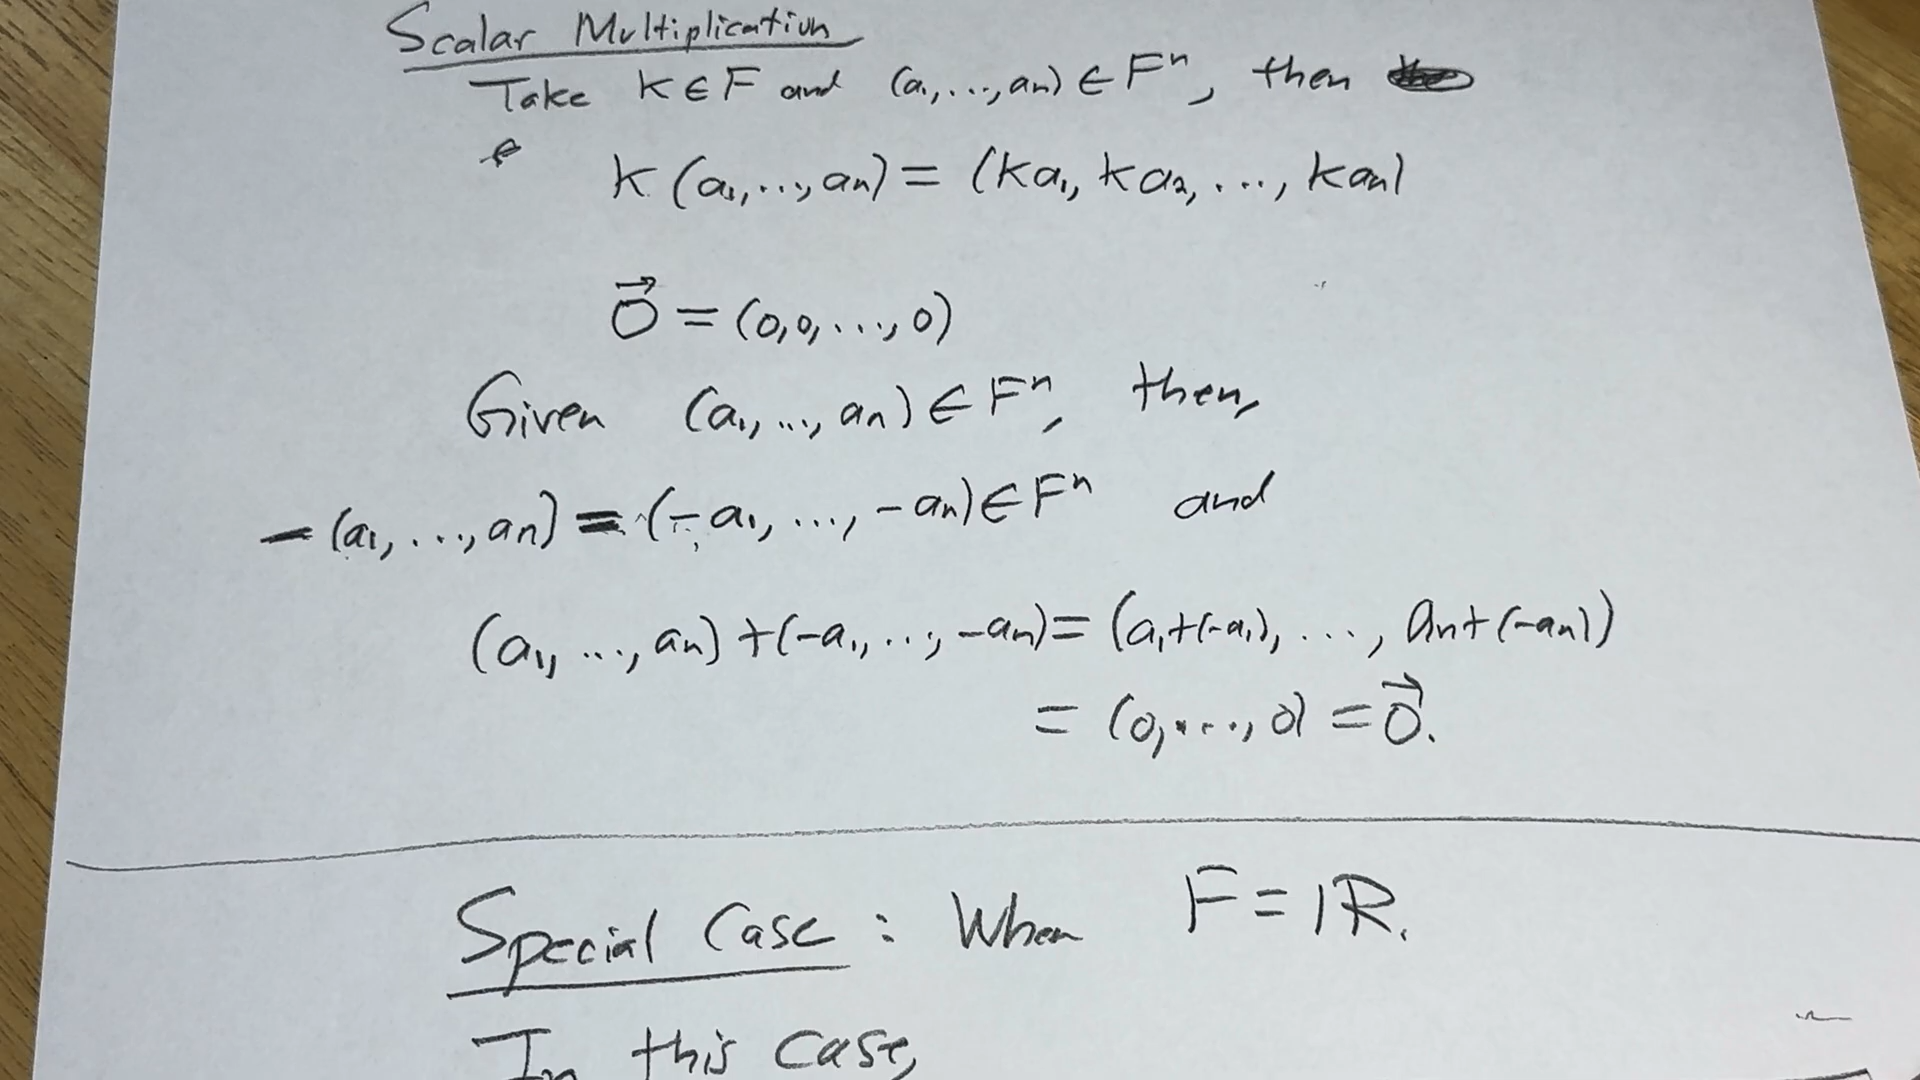 Scalar Multiplication
Take K ∈ F and (a₁, ..., aₙ) ∈ Fⁿ, then
K (a₁, ..., aₙ) = (Ka₁, Ka₂, ..., Kaₙ)
0⃗ = (0, 0, ..., 0)
Given (a₁, ..., aₙ) ∈ Fⁿ, then,
- (a₁, ..., aₙ) = (-a₁, ..., -aₙ) ∈ Fⁿ and
(a₁, ..., aₙ) + (-a₁, ..., -aₙ) = (a₁+(-a₁), ..., aₙ+(-aₙ))
= (0, ..., 0) = 0⃗.
Special Case : When F = ℝ.
In this case,